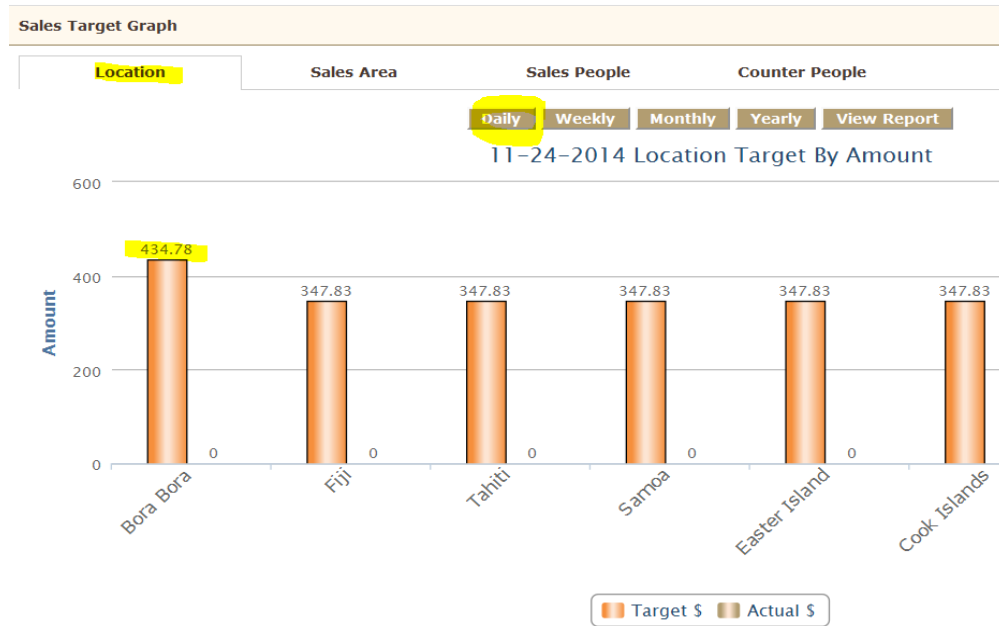 Sales Target Graph
Location Sales Area Sales People Counter People
Daily Weekly Monthly Yearly View Report
11-24-2014 Location Target By Amount
600
434.78
400
347.83 347.83 347.83 347.83 347.83
Amount
200
0 0 0 0 0
0
Bora Bora Fiji Tahiti Samoa Easter Island Cook Islands
Target $ Actual $